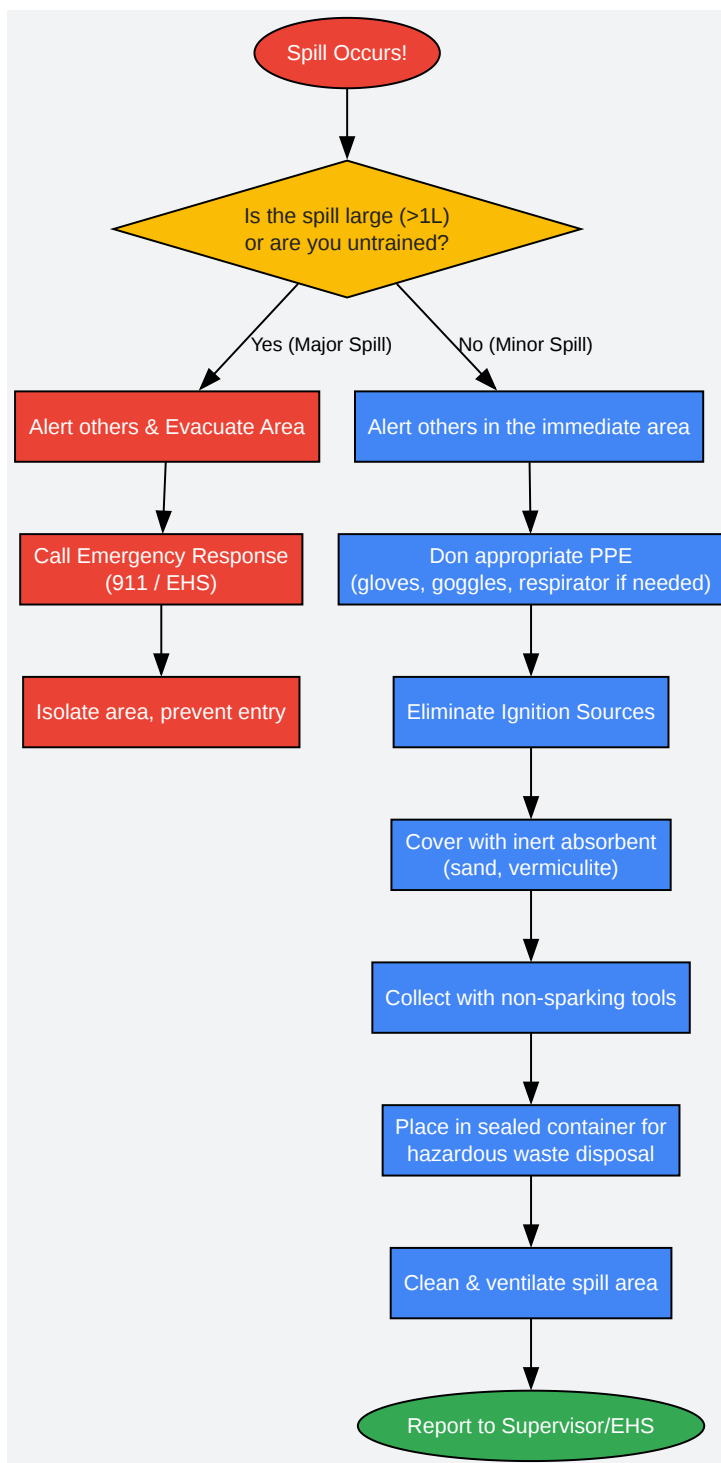 Spill Occurs!
Is the spill large (>1L)
or are you untrained?
Yes (Major Spill)
No (Minor Spill)
Alert others & Evacuate Area
Alert others in the immediate area
Call Emergency Response
(911 / EHS)
Don appropriate PPE
(gloves, goggles, respirator if needed)
Isolate area, prevent entry
Eliminate Ignition Sources
Cover with inert absorbent
(sand, vermiculite)
Collect with non-sparking tools
Place in sealed container for
hazardous waste disposal
Clean & ventilate spill area
Report to Supervisor/EHS